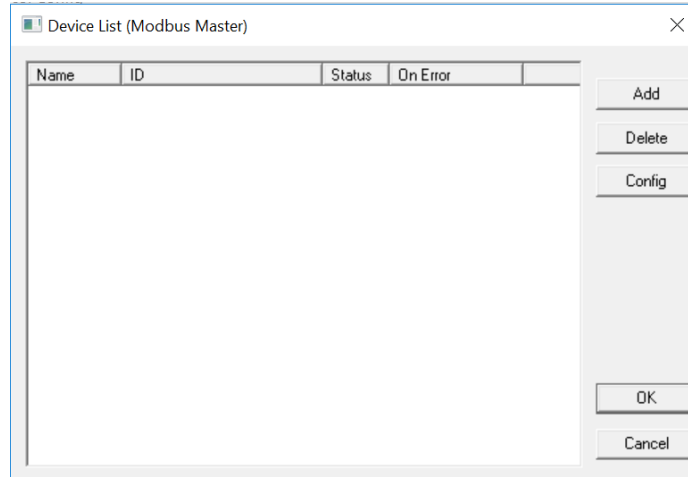 Device List (Modbus Master)
Name ID Status On Error
Add
Delete
Config
OK
Cancel